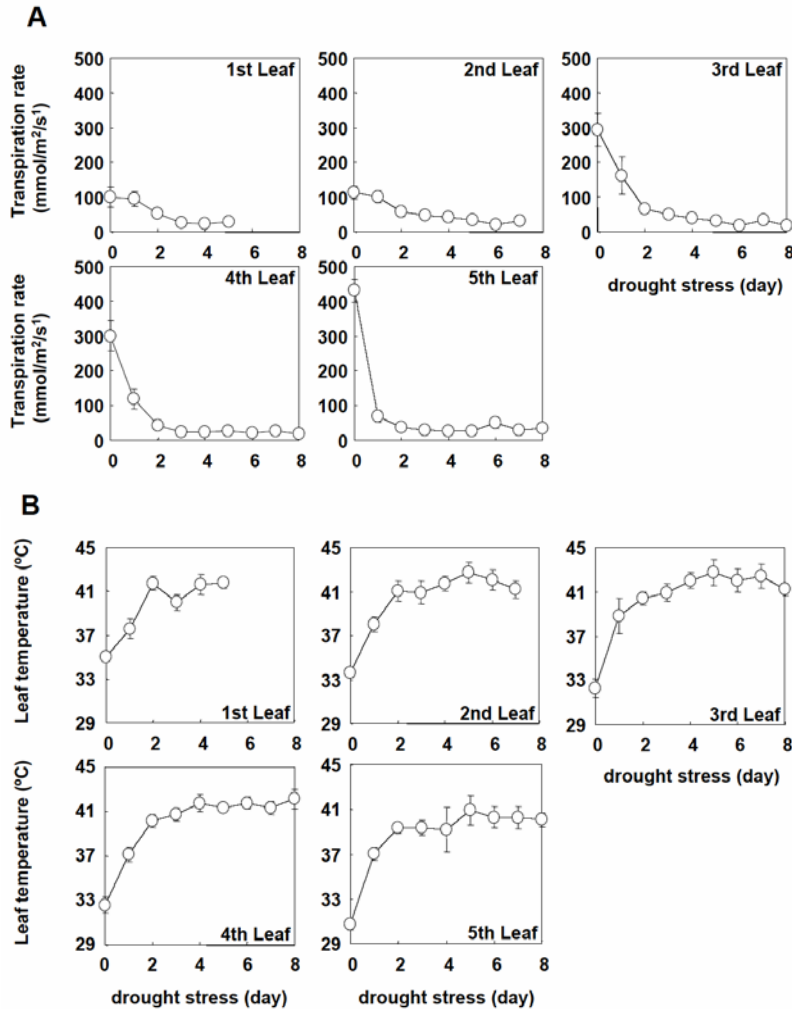 A
Transpiration rate
(mmol/m²/s¹)
500
400
300
200
100
0
1st Leaf
0 2 4 6 8
500
400
300
200
100
0
2nd Leaf
0 2 4 6 8
500
400
300
200
100
0
3rd Leaf
0 2 4 6 8
drought stress (day)
Transpiration rate
(mmol/m²/s¹)
500
400
300
200
100
0
4th Leaf
0 2 4 6 8
500
400
300
200
100
0
5th Leaf
0 2 4 6 8
B
Leaf temperature (ºC)
45
41
37
33
29
1st Leaf
0 2 4 6 8
45
41
37
33
29
2nd Leaf
0 2 4 6 8
45
41
37
33
29
3rd Leaf
0 2 4 6 8
drought stress (day)
Leaf temperature (ºC)
45
41
37
33
29
4th Leaf
0 2 4 6 8
drought stress (day)
45
41
37
33
29
5th Leaf
0 2 4 6 8
drought stress (day)